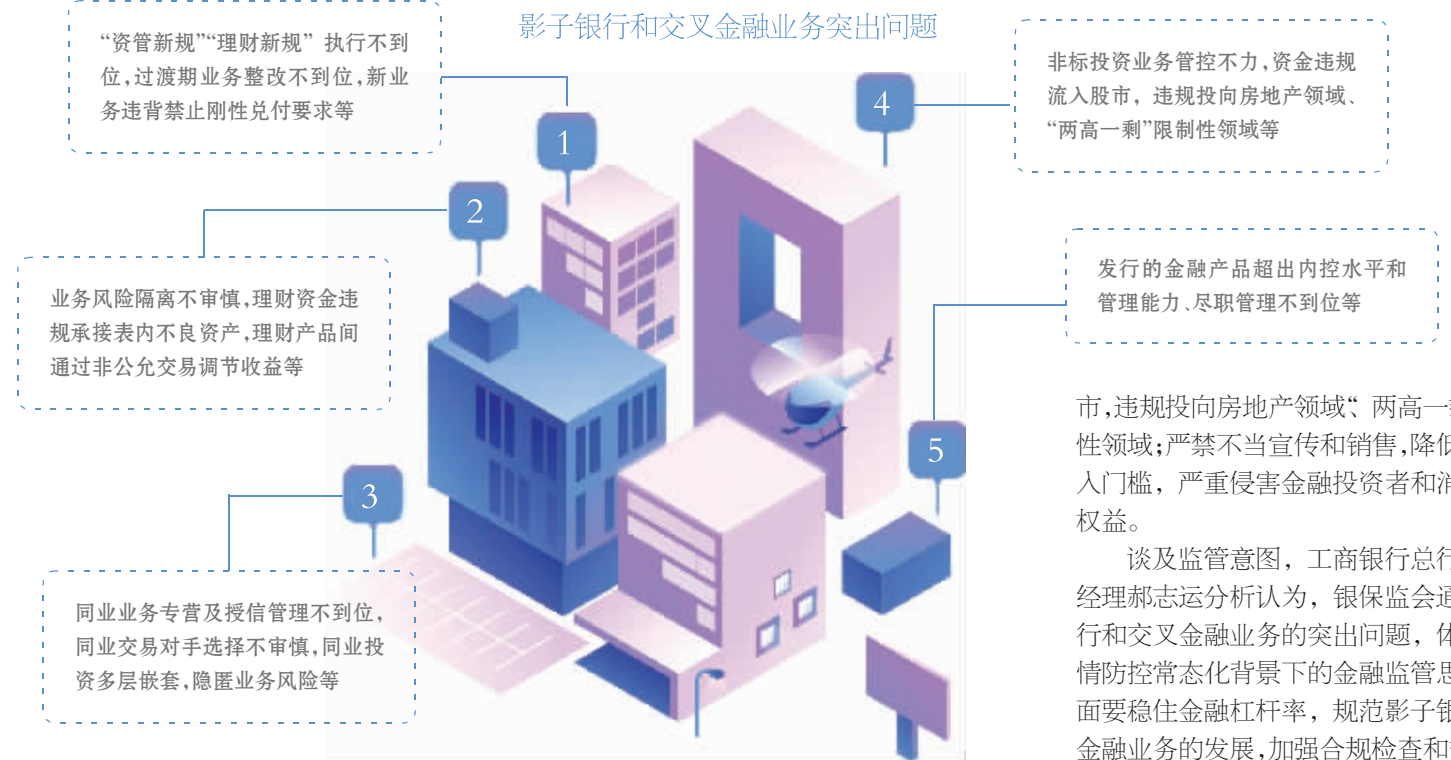 影子银行和交叉金融业务突出问题
1
“资管新规”“理财新规” 执行不到
位,过渡期业务整改不到位,新业
务违背禁止刚性兑付要求等
2
业务风险隔离不审慎,理财资金违
规承接表内不良资产,理财产品间
通过非公允交易调节收益等
3
同业业务专营及授信管理不到位,
同业交易对手选择不审慎,同业投
资多层嵌套,隐匿业务风险等
4
非标投资业务管控不力,资金违规
流入股市, 违规投向房地产领域、
“两高一剩”限制性领域等
5
发行的金融产品超出内控水平和
管理能力、尽职管理不到位等
市,违规投向房地产领域“、两高一
性领域;严禁不当宣传和销售,降低
入门槛, 严重侵害金融投资者和消
权益。
谈及监管意图, 工商银行总行
经理郝志运分析认为, 银保监会通
行和交叉金融业务的突出问题, 体
情防控常态化背景下的金融监管思
面要稳住金融杠杆率, 规范影子银
金融业务的发展,加强合规检查和